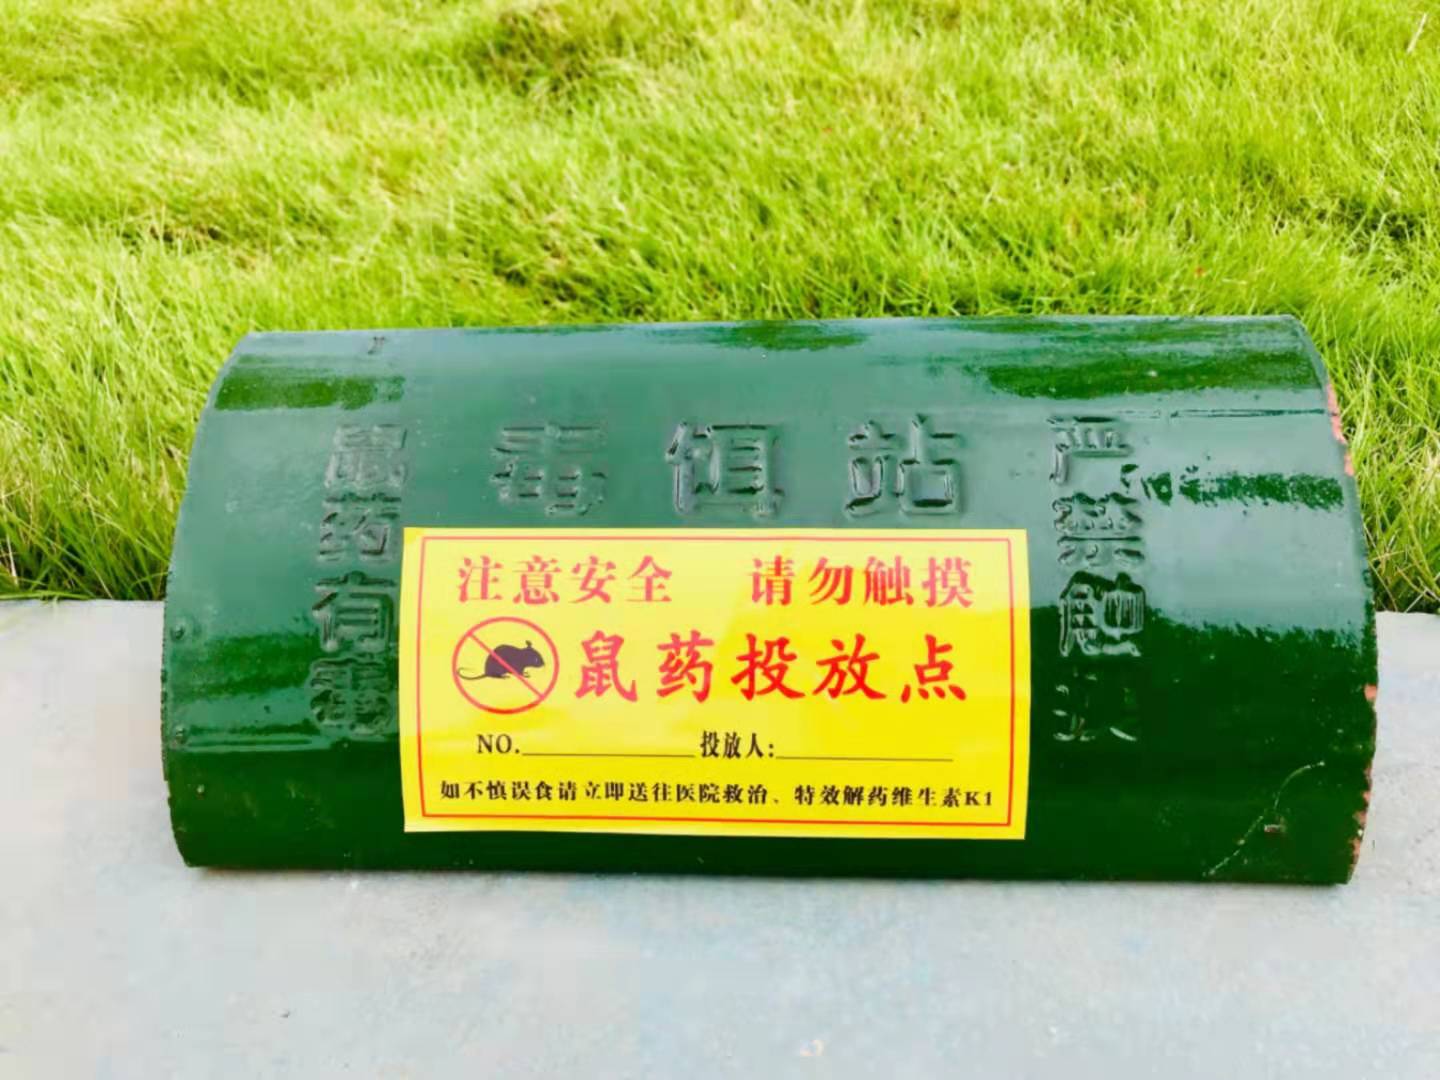 毒饵站
鼠药有毒
严禁触摸
注意安全 请勿触摸
鼠药投放点
NO. 投放人:
如不慎误食请立即送往医院救治、特效解药维生素K1